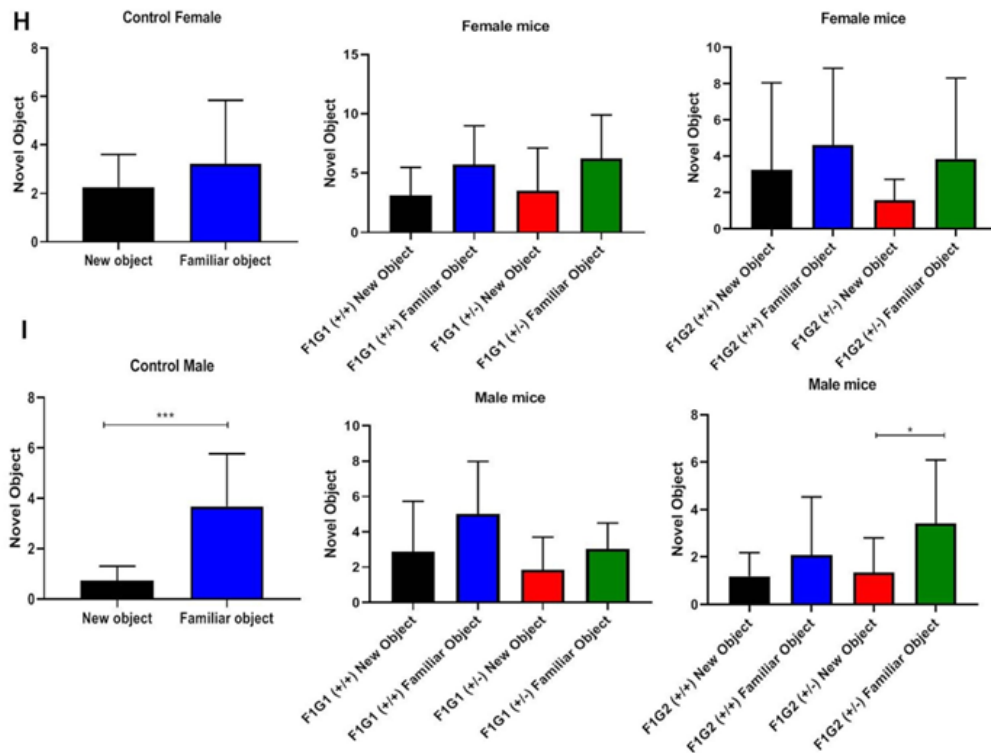 H
Control Female
Novel Object
8
6
4
2
0
New object
Familiar object
Female mice
Novel Object
15
10
5
0
F1G1 (+/+) New Object
F1G1 (+/+) Familiar Object
F1G1 (+/-) New Object
F1G1 (+/-) Familiar Object
Female mice
Novel Object
10
8
6
4
2
0
F1G2 (+/+) New Object
F1G2 (+/+) Familiar Object
F1G2 (+/-) New Object
F1G2 (+/-) Familiar Object
I
Control Male
Novel Object
8
6
4
2
0
***
New object
Familiar object
Male mice
Novel Object
10
8
6
4
2
0
F1G1 (+/+) New Object
F1G1 (+/+) Familiar Object
F1G1 (+/-) New Object
F1G1 (+/-) Familiar Object
Male mice
Novel Object
8
6
4
2
0
*
F1G2 (+/+) New Object
F1G2 (+/+) Familiar Object
F1G2 (+/-) New Object
F1G2 (+/-) Familiar Object